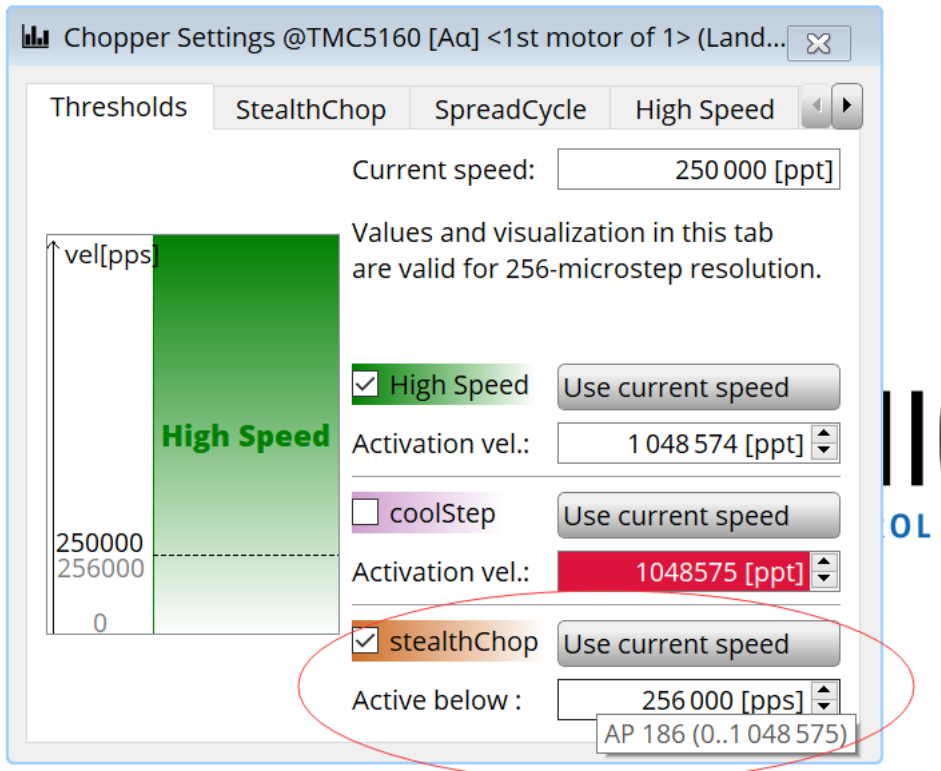 Chopper Settings @TMC5160 [Aα] <1st motor of 1> (Land...
Thresholds StealthChop SpreadCycle High Speed
Current speed: 250 000 [ppt]
Values and visualization in this tab
are valid for 256-microstep resolution.
vel[pps]
High Speed Use current speed
High Speed
Activation vel.: 1 048 574 [ppt]
coolStep Use current speed
250000
256000
Activation vel.: 1048575 [ppt]
0
stealthChop Use current speed
Active below : 256 000 [pps]
AP 186 (0..1 048 575)
OL